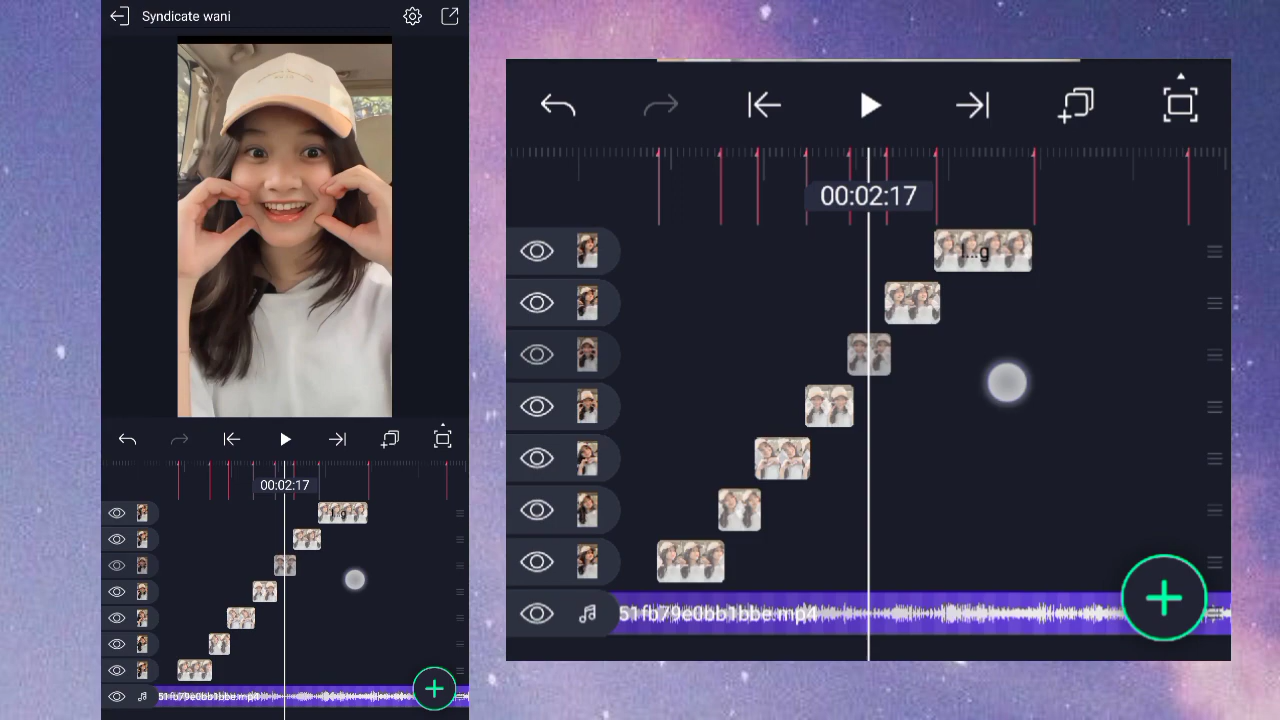 Syndicate wani
00:02:17
l...g
51fb79e0bb1bbe.mp4
00:02:17
l...g
51fb79e0bb1bbe.mp4